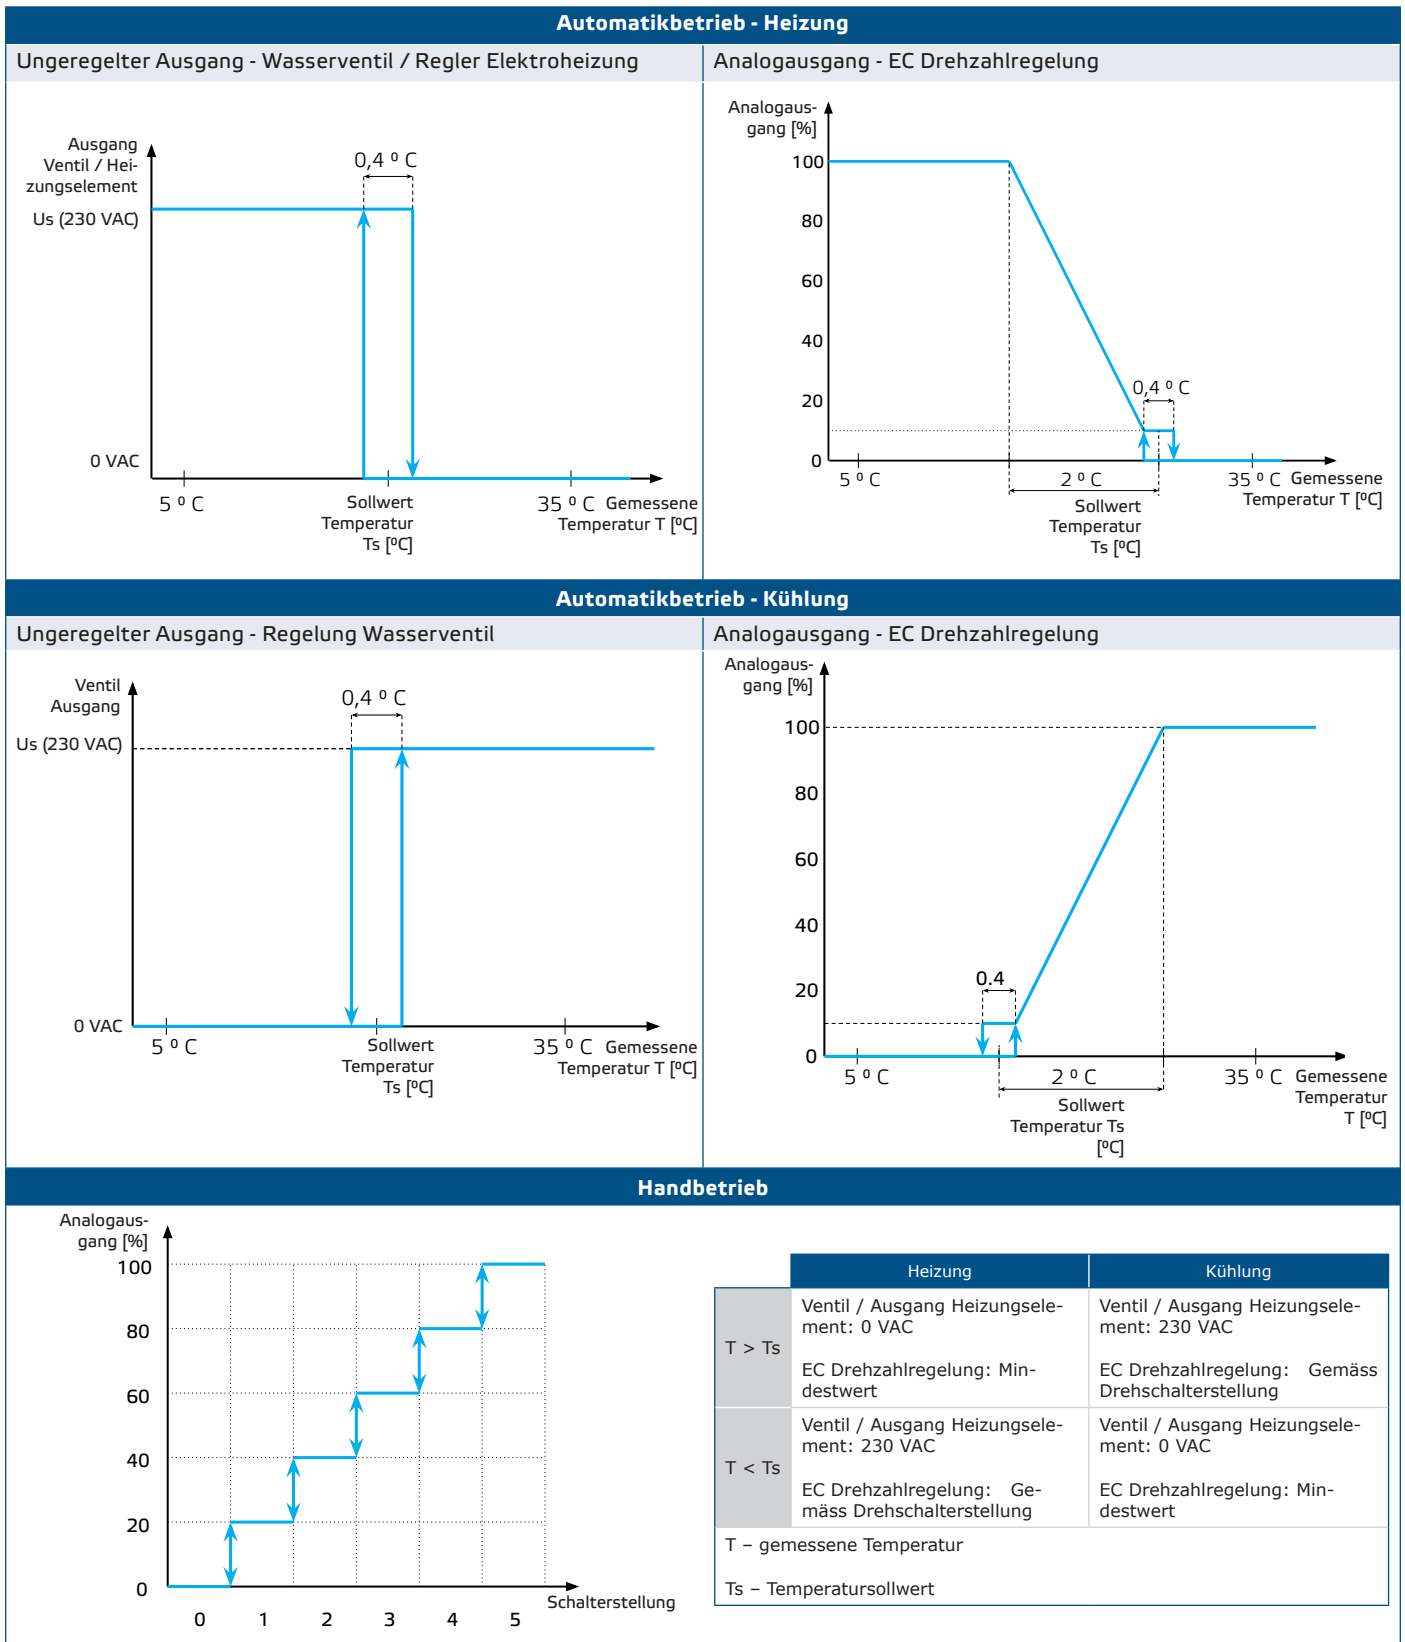 Automatikbetrieb - Heizung
Ungeregelter Ausgang - Wasserventil / Regler Elektroheizung
Analogausgang - EC Drehzahlregelung
Ausgang
Ventil / Hei-
zungselement
Us (230 VAC)
0,4 º C
0 VAC
5 º C
Sollwert
Temperatur
Ts [ºC]
35 º C
Gemessene
Temperatur T [ºC]
Analogaus-
gang [%]
100
80
60
40
20
0
0,4 º C
5 º C
2 º C
Sollwert
Temperatur
Ts [ºC]
35 º C
Gemessene
Temperatur T [ºC]
Automatikbetrieb - Kühlung
Ungeregelter Ausgang - Regelung Wasserventil
Analogausgang - EC Drehzahlregelung
Ventil
Ausgang
Us (230 VAC)
0,4 º C
0 VAC
5 º C
Sollwert
Temperatur
Ts [ºC]
35 º C
Gemessene
Temperatur T [ºC]
Analogaus-
gang [%]
100
80
60
40
20
0
0.4
5 º C
2 º C
Sollwert
Temperatur Ts
[ºC]
35 º C
Gemessene
Temperatur
T [ºC]
Handbetrieb
Analogaus-
gang [%]
100
80
60
40
20
0
0 1 2 3 4 5
Schalterstellung
Heizung
Kühlung
T > Ts
Ventil / Ausgang Heizungsele-
ment: 0 VAC
EC Drehzahlregelung: Min-
destwert
Ventil / Ausgang Heizungsele-
ment: 230 VAC
EC Drehzahlregelung: Gemäss
Drehschalterstellung
T < Ts
Ventil / Ausgang Heizungsele-
ment: 230 VAC
EC Drehzahlregelung: Ge-
mäss Drehschalterstellung
Ventil / Ausgang Heizungsele-
ment: 0 VAC
EC Drehzahlregelung: Min-
destwert
T – gemessene Temperatur
Ts – Temperatursollwert